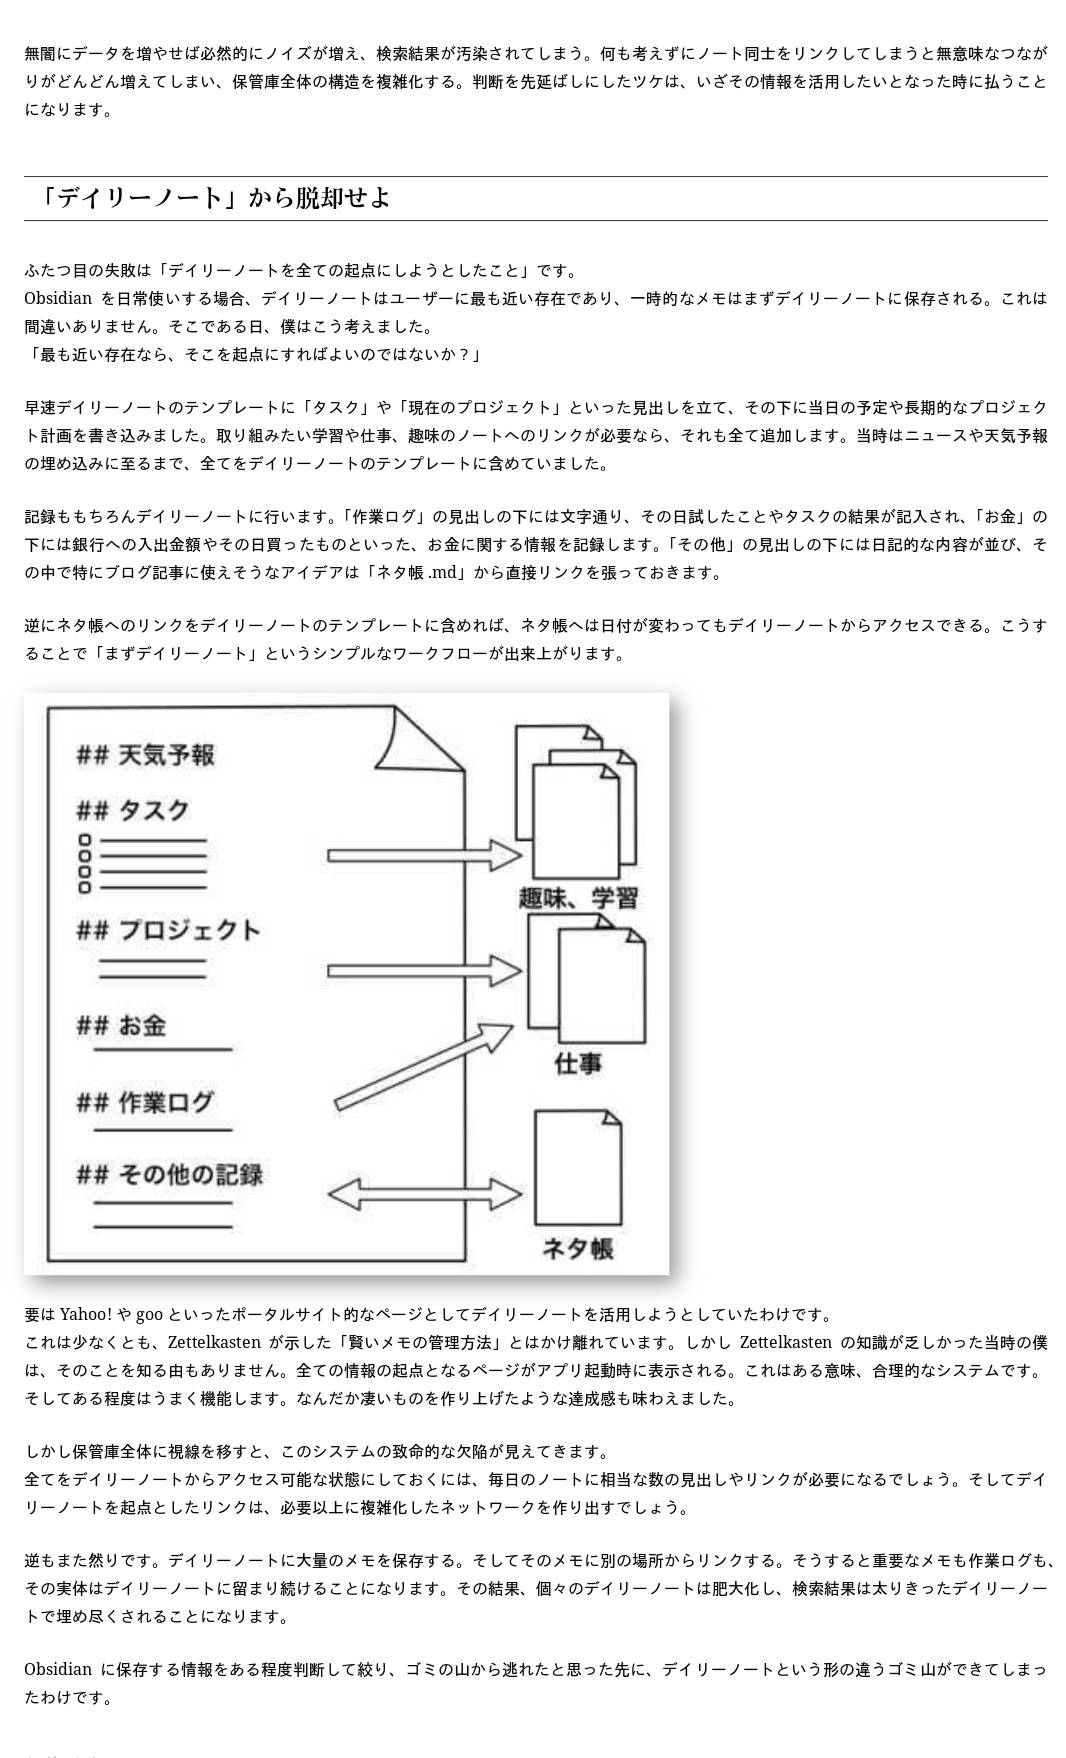 無闇にデータを増やせば必然的にノイズが増え、検索結果が汚染されてしまう。何も考えずにノート同士をリンクしてしまうと無意味なつなが
りがどんどん増えてしまい、保管庫全体の構造を複雑化する。判断を先延ばしにしたツケは、いざその情報を活用したいとなった時に払うこと
になります。
「デイリーノート」から脱却せよ
ふたつ目の失敗は「デイリーノートを全ての起点にしようとしたこと」です。
Obsidian を日常使いする場合、デイリーノートはユーザーに最も近い存在であり、一時的なメモはまずデイリーノートに保存される。これは
間違いありません。そこである日、僕はこう考えました。
「最も近い存在なら、そこを起点にすればよいのではないか？」
早速デイリーノートのテンプレートに「タスク」や「現在のプロジェクト」といった見出しを立て、その下に当日の予定や長期的なプロジェク
ト計画を書き込みました。取り組みたい学習や仕事、趣味のノートへのリンクが必要なら、それも全て追加します。当時はニュースや天気予報
の埋め込みに至るまで、全てをデイリーノートのテンプレートに含めていました。
記録ももちろんデイリーノートに行います。「作業ログ」の見出しの下には文字通り、その日試したことやタスクの結果が記入され、「お金」の
下には銀行への入出金額やその日買ったものといった、お金に関する情報を記録します。「その他」の見出しの下には日記的な内容が並び、そ
の中で特にブログ記事に使えそうなアイデアは「ネタ帳 .md」から直接リンクを張っておきます。
逆にネタ帳へのリンクをデイリーノートのテンプレートに含めれば、ネタ帳へは日付が変わってもデイリーノートからアクセスできる。こうす
ることで「まずデイリーノート」というシンプルなワークフローが出来上がります。
## 天気予報
## タスク
趣味、学習
## プロジェクト
## お金
仕事
## 作業ログ
## その他の記録
ネタ帳
要は Yahoo! や goo といったポータルサイト的なページとしてデイリーノートを活用しようとしていたわけです。
これは少なくとも、Zettelkasten が示した「賢いメモの管理方法」とはかけ離れています。しかし Zettelkasten の知識が乏しかった当時の僕
は、そのことを知る由もありません。全ての情報の起点となるページがアプリ起動時に表示される。これはある意味、合理的なシステムです。
そしてある程度はうまく機能します。なんだか凄いものを作り上げたような達成感も味わえました。
しかし保管庫全体に視線を移すと、このシステムの致命的な欠陥が見えてきます。
全てをデイリーノートからアクセス可能な状態にしておくには、毎日のノートに相当な数の見出しやリンクが必要になるでしょう。そしてデイ
リーノートを起点としたリンクは、必要以上に複雑化したネットワークを作り出すでしょう。
逆もまた然りです。デイリーノートに大量のメモを保存する。そしてそのメモに別の場所からリンクする。そうすると重要なメモも作業ログも、
その実体はデイリーノートに留まり続けることになります。その結果、個々のデイリーノートは肥大化し、検索結果は太りきったデイリーノー
トで埋め尽くされることになります。
Obsidian に保存する情報をある程度判断して絞り、ゴミの山から逃れたと思った先に、デイリーノートという形の違うゴミ山ができてしまっ
たわけです。